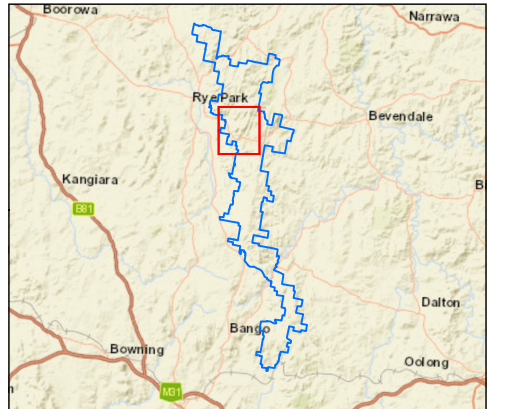 Boorowa
Narrawa
Rye Park
Bevendale
Kangiara
B
B81
Dalton
Bango
Bowning
Oolong
n
M31